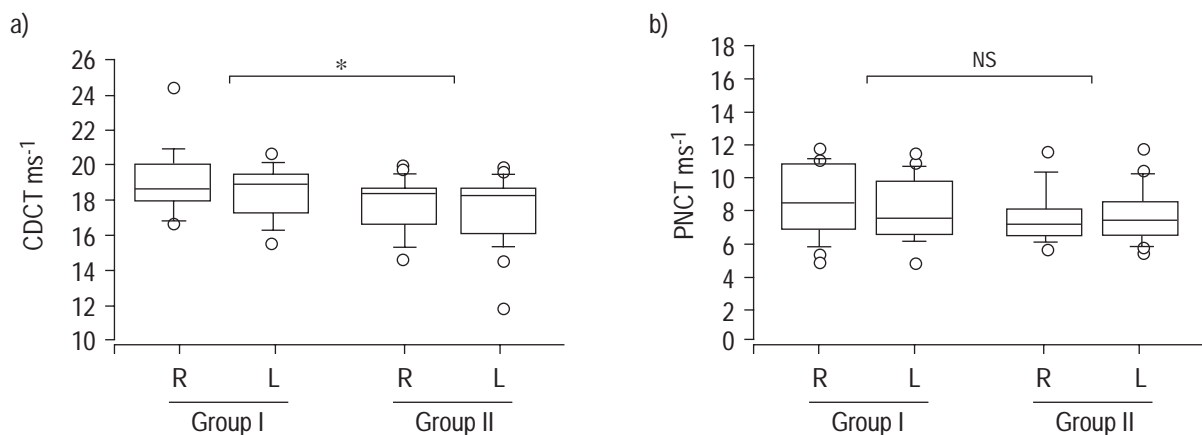 a)
CDCT ms-1
26
24
22
20
18
16
14
12
10
*
R L R L
Group I Group II
b)
PNCT ms-1
18
16
14
12
10
8
6
4
2
0
NS
R L R L
Group I Group II